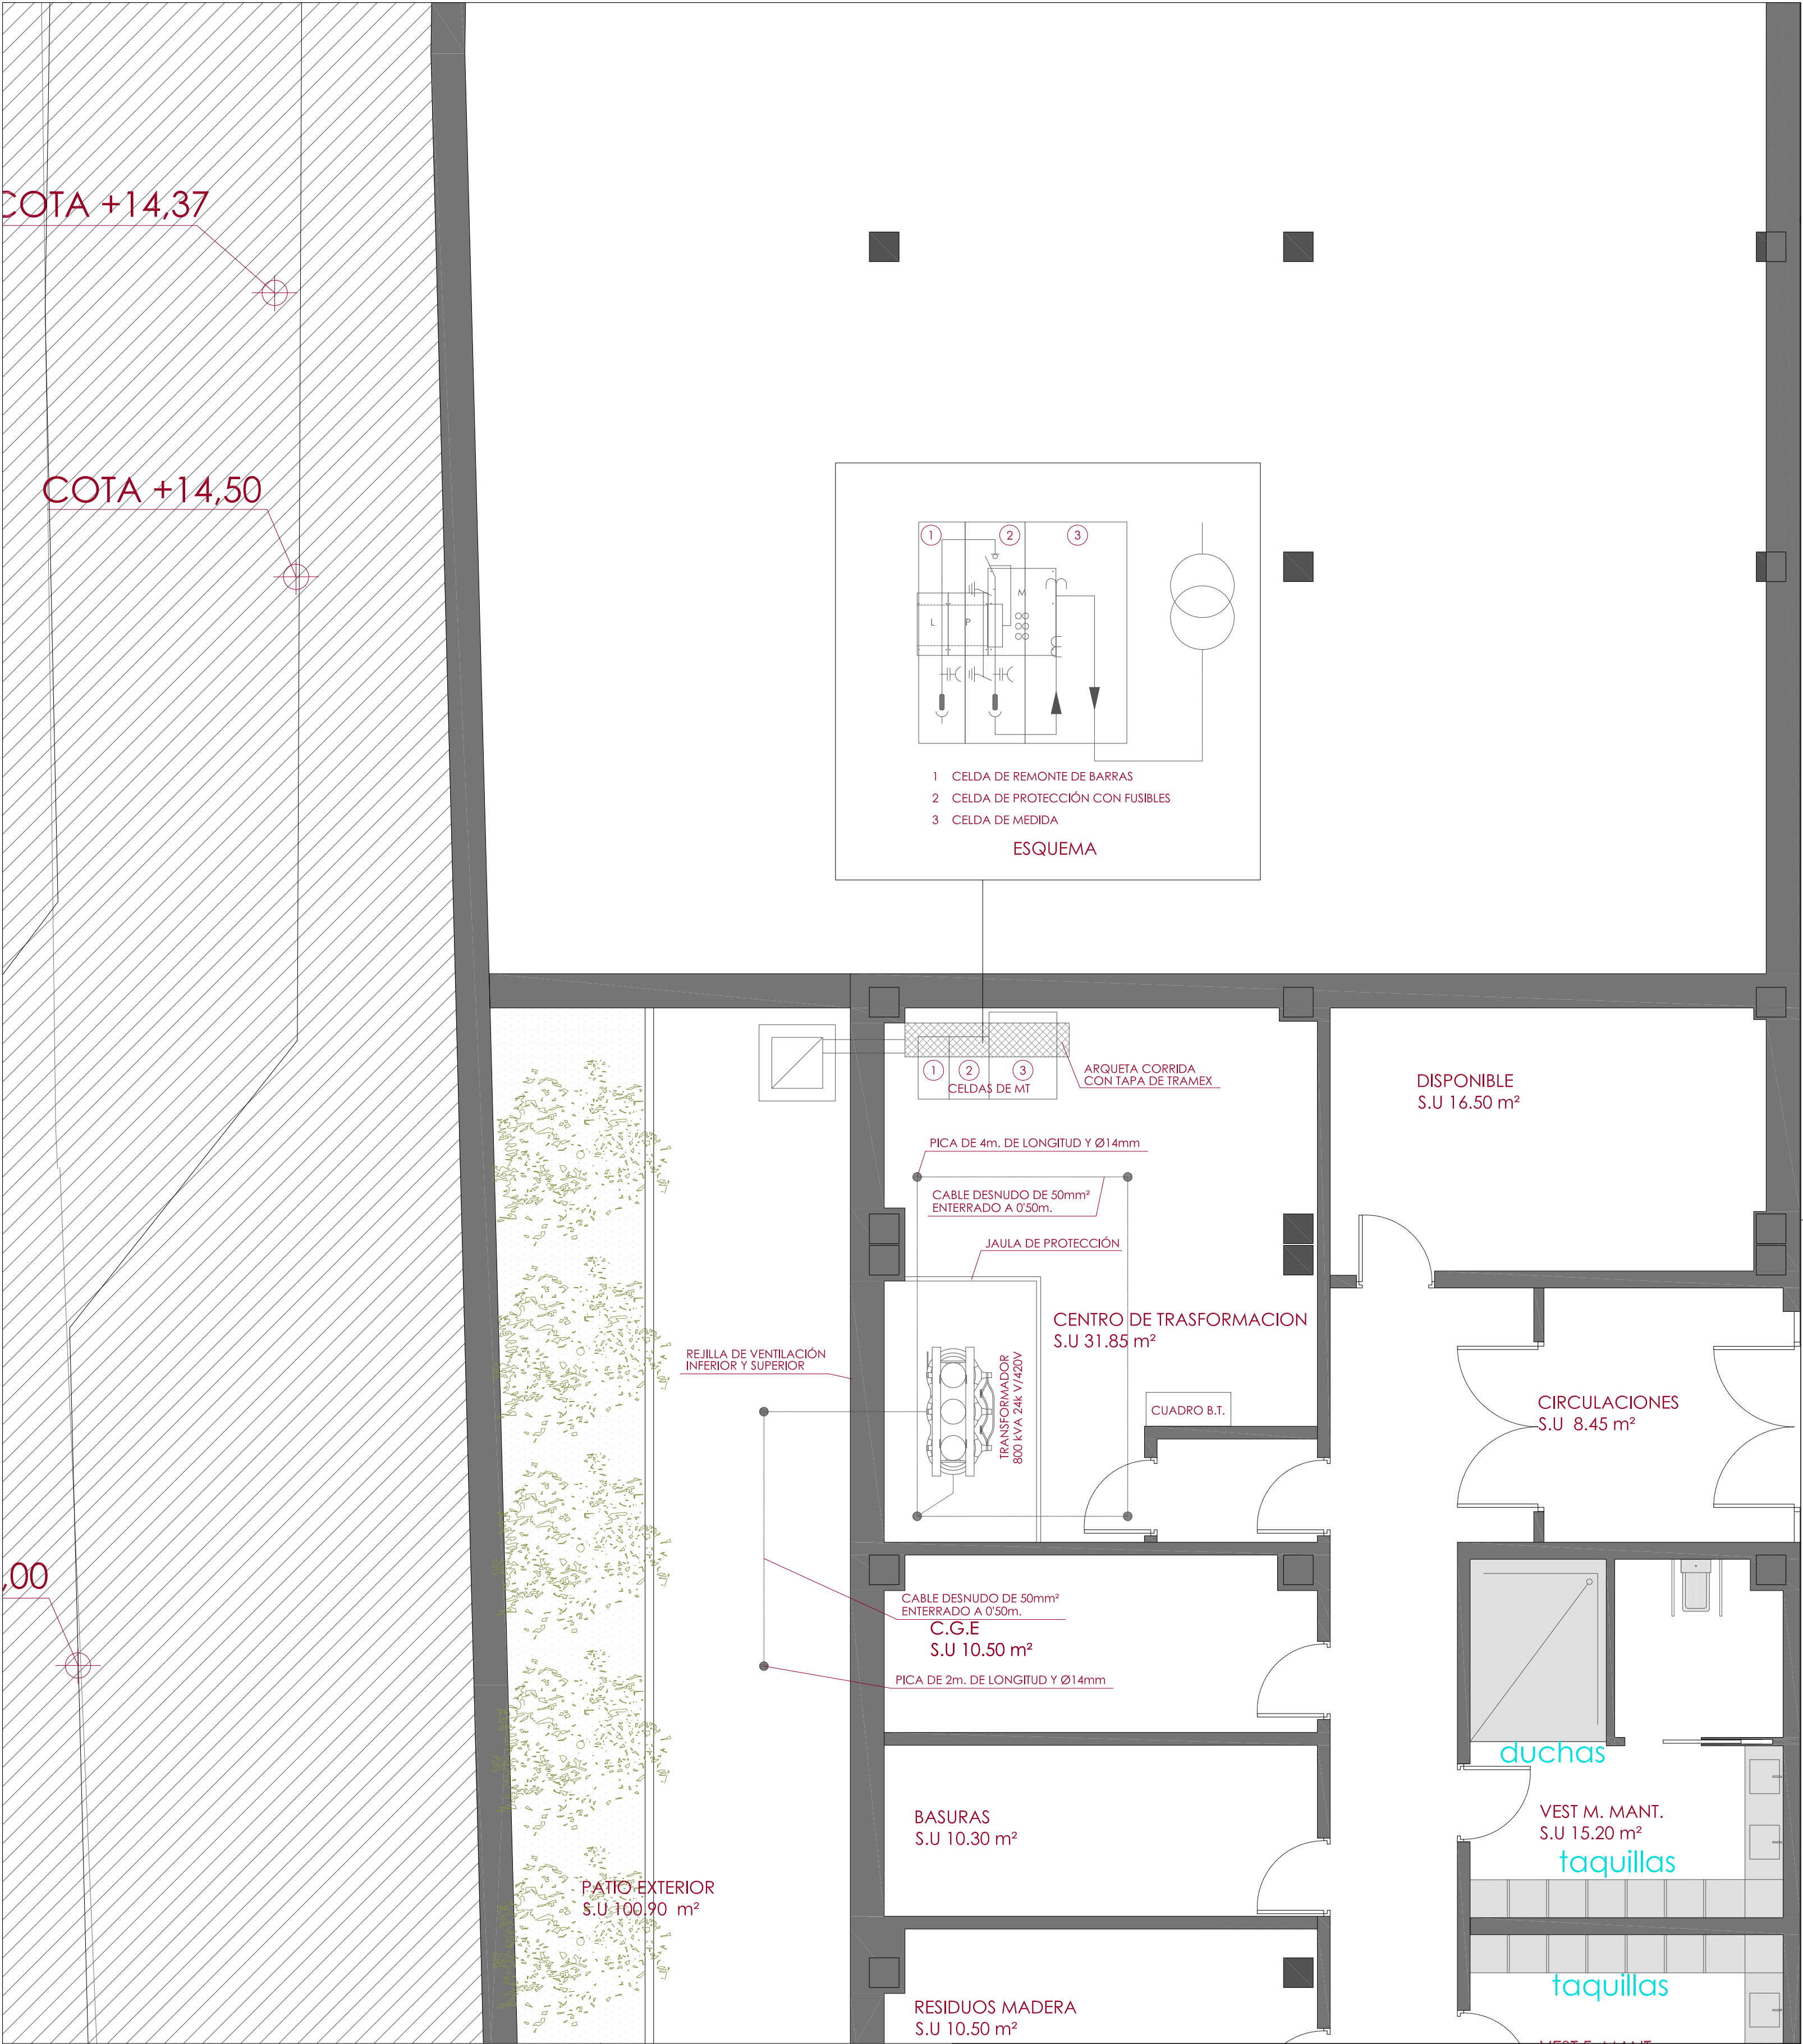 COTA +14,37
COTA +14,50
,00
1
2
3
L
P
M
1 CELDA DE REMONTE DE BARRAS
2 CELDA DE PROTECCIÓN CON FUSIBLES
3 CELDA DE MEDIDA
ESQUEMA
1
2
3
CELDAS DE MT
ARQUETA CORRIDA
CON TAPA DE TRAMEX
DISPONIBLE
S.U 16.50 m²
PICA DE 4m. DE LONGITUD Y Ø14mm
CABLE DESNUDO DE 50mm²
ENTERRADO A 0'50m.
JAULA DE PROTECCIÓN
CENTRO DE TRASFORMACION
S.U 31.85 m²
REJILLA DE VENTILACIÓN
INFERIOR Y SUPERIOR
TRANSFORMADOR
800 kVA 24k V/420V
CUADRO B.T.
CIRCULACIONES
S.U 8.45 m²
CABLE DESNUDO DE 50mm²
ENTERRADO A 0'50m.
C.G.E
S.U 10.50 m²
PICA DE 2m. DE LONGITUD Y Ø14mm
duchas
BASURAS
S.U 10.30 m²
VEST M. MANT.
S.U 15.20 m²
taquillas
PATIO EXTERIOR
S.U 100.90 m²
taquillas
RESIDUOS MADERA
S.U 10.50 m²